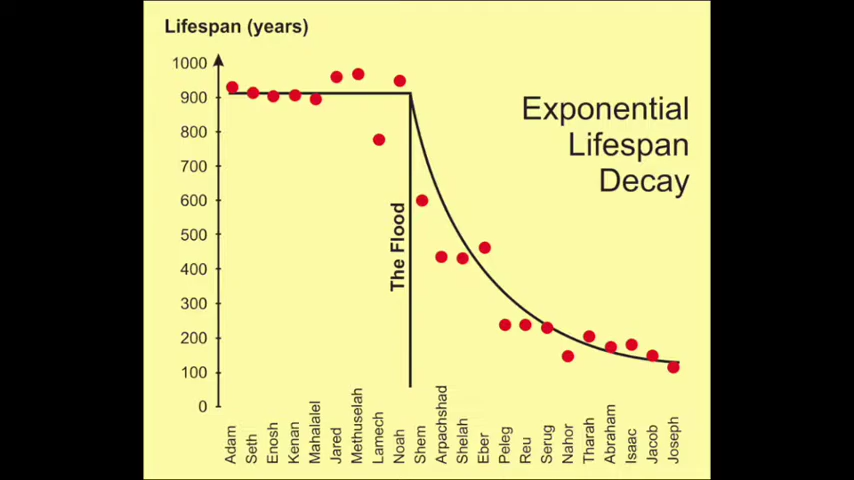 Lifespan (years)
1000
900
800
700
600
500
400
300
200
100
0
Exponential
Lifespan
Decay
The Flood
Adam
Seth
Enosh
Kenan
Mahalalel
Jared
Methuselah
Lamech
Noah
Shem
Arpachshad
Shelah
Eber
Peleg
Reu
Serug
Nahor
Tharah
Abraham
Isaac
Jacob
Joseph